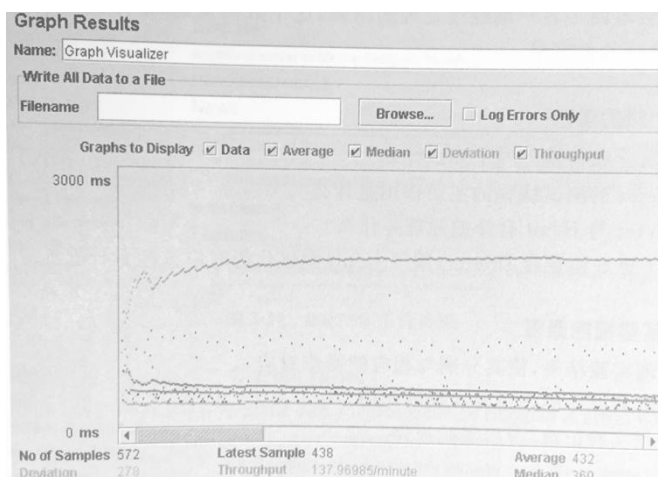 Graph Results
Name: Graph Visualizer
Write All Data to a File
Filename Browse... Log Errors Only
Graphs to Display Data Average Median Deviation Throughput
3000 ms
0 ms
No of Samples 572 Latest Sample 438 Average 432
Deviation 278 Throughput 137.96985/minute Median 360